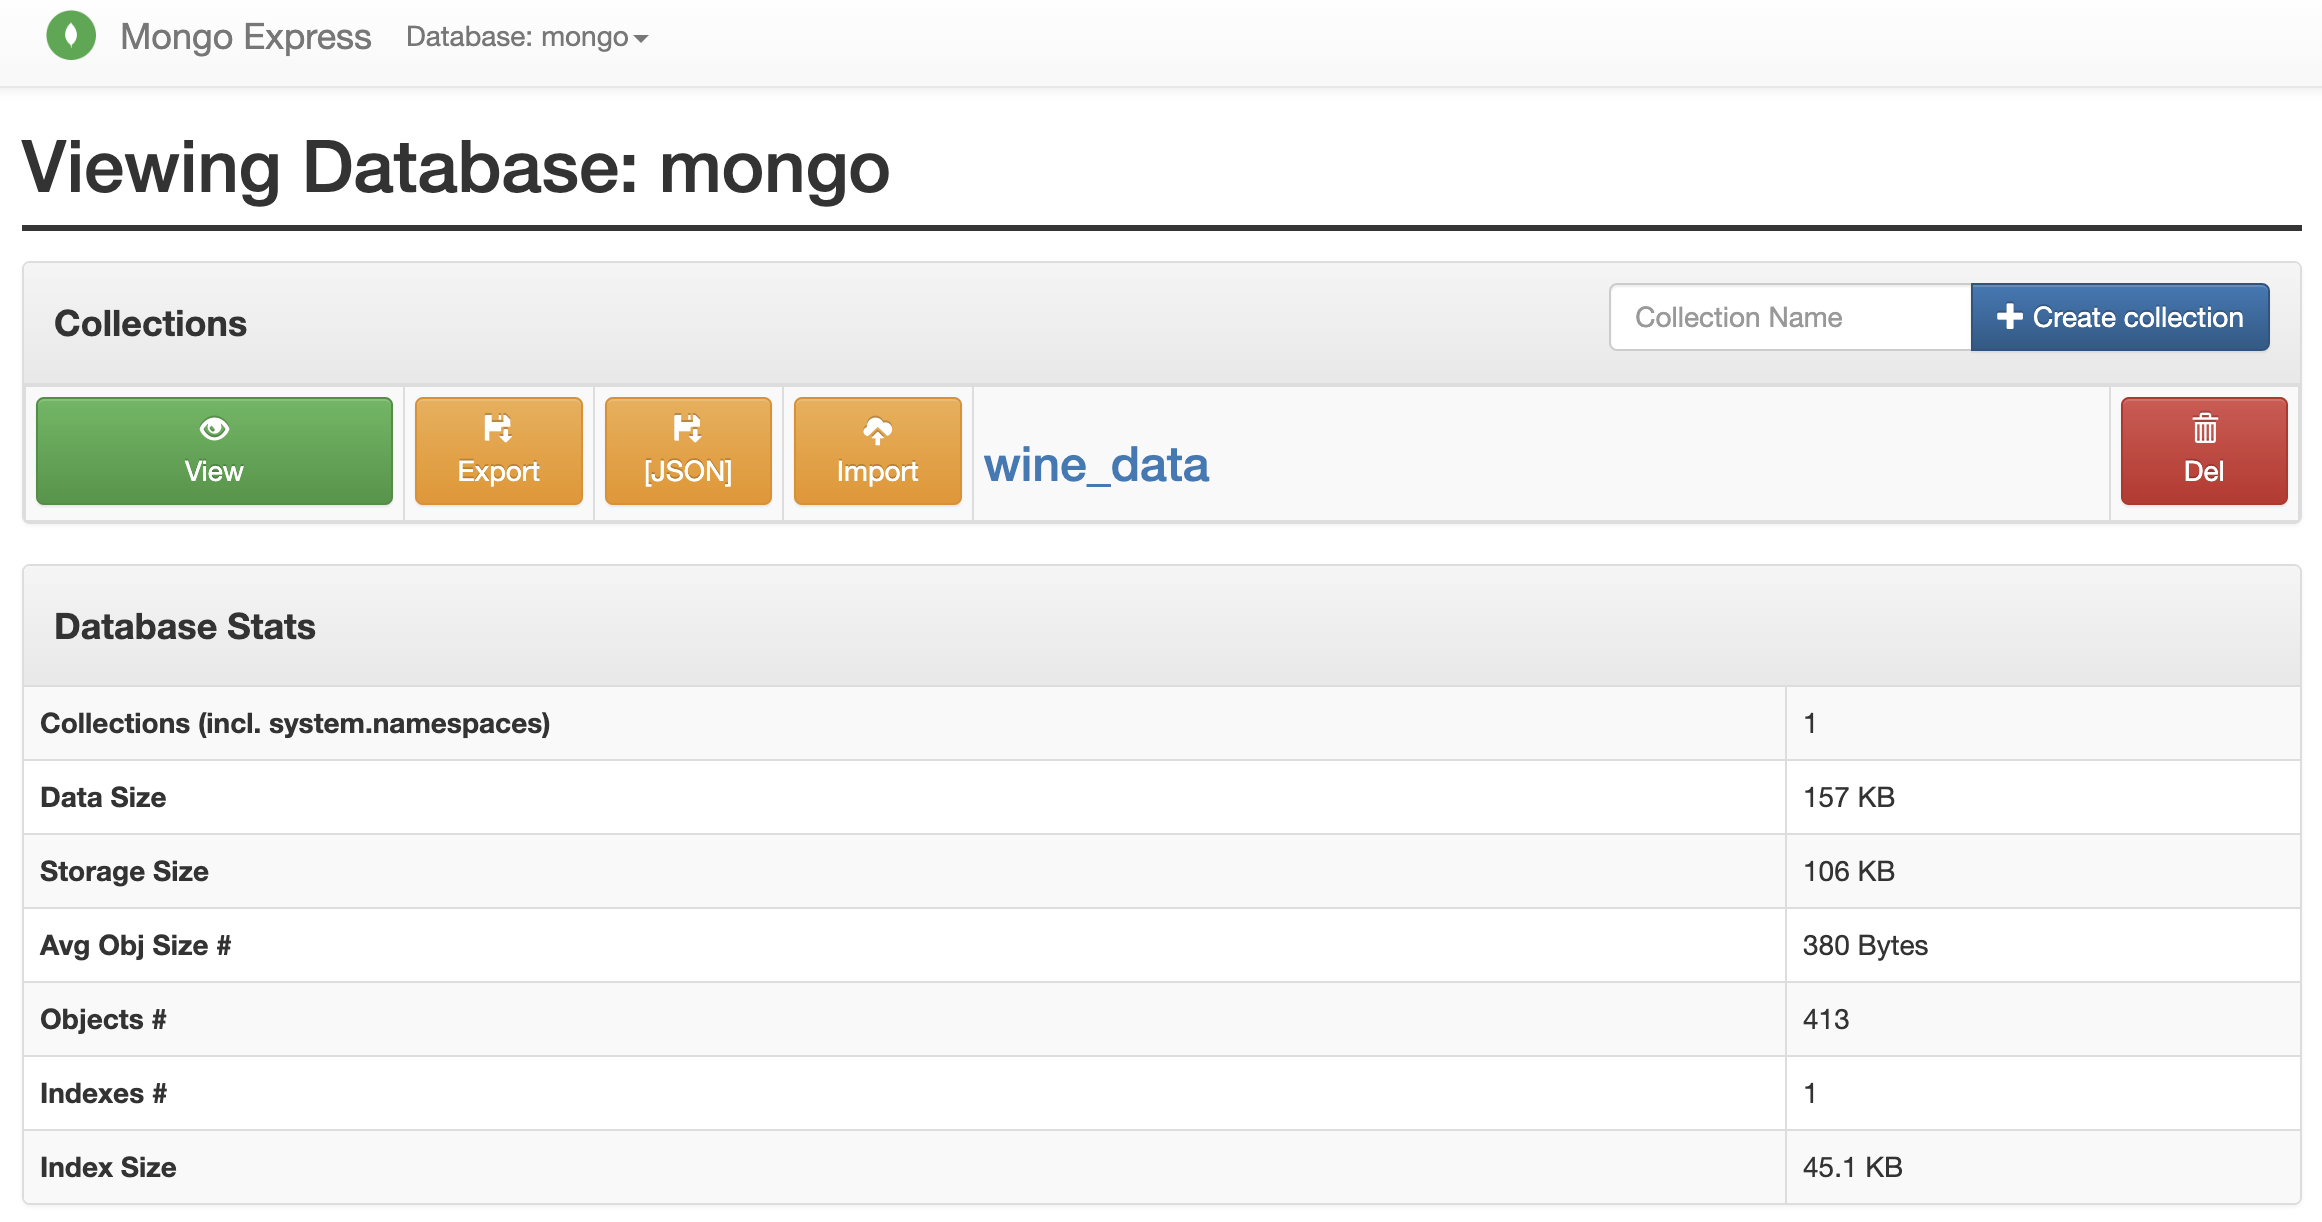 Mongo Express Database: mongo
Viewing Database: mongo
Collections
Collection Name
Create collection
View
Export
[JSON]
Import
wine_data
Del
Database Stats
Collections (incl. system.namespaces) 1
Data Size 157 KB
Storage Size 106 KB
Avg Obj Size # 380 Bytes
Objects # 413
Indexes # 1
Index Size 45.1 KB